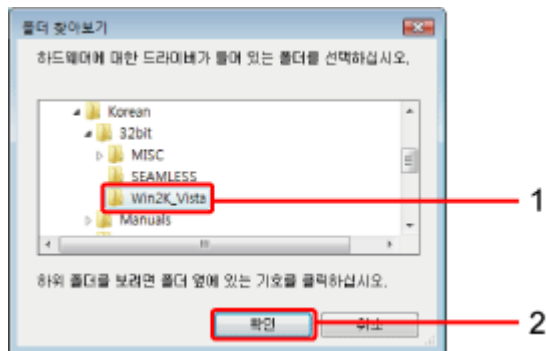 폴더 찾아보기
하드웨어에 대한 드라이버가 들어 있는 폴더를 선택하십시오.
Korean
32bit
MISC
SEAMLESS
Win2K_Vista
1
Manuals
하위 폴더를 보려면 폴더 옆에 있는 기호를 클릭하십시오.
확인
취소
2